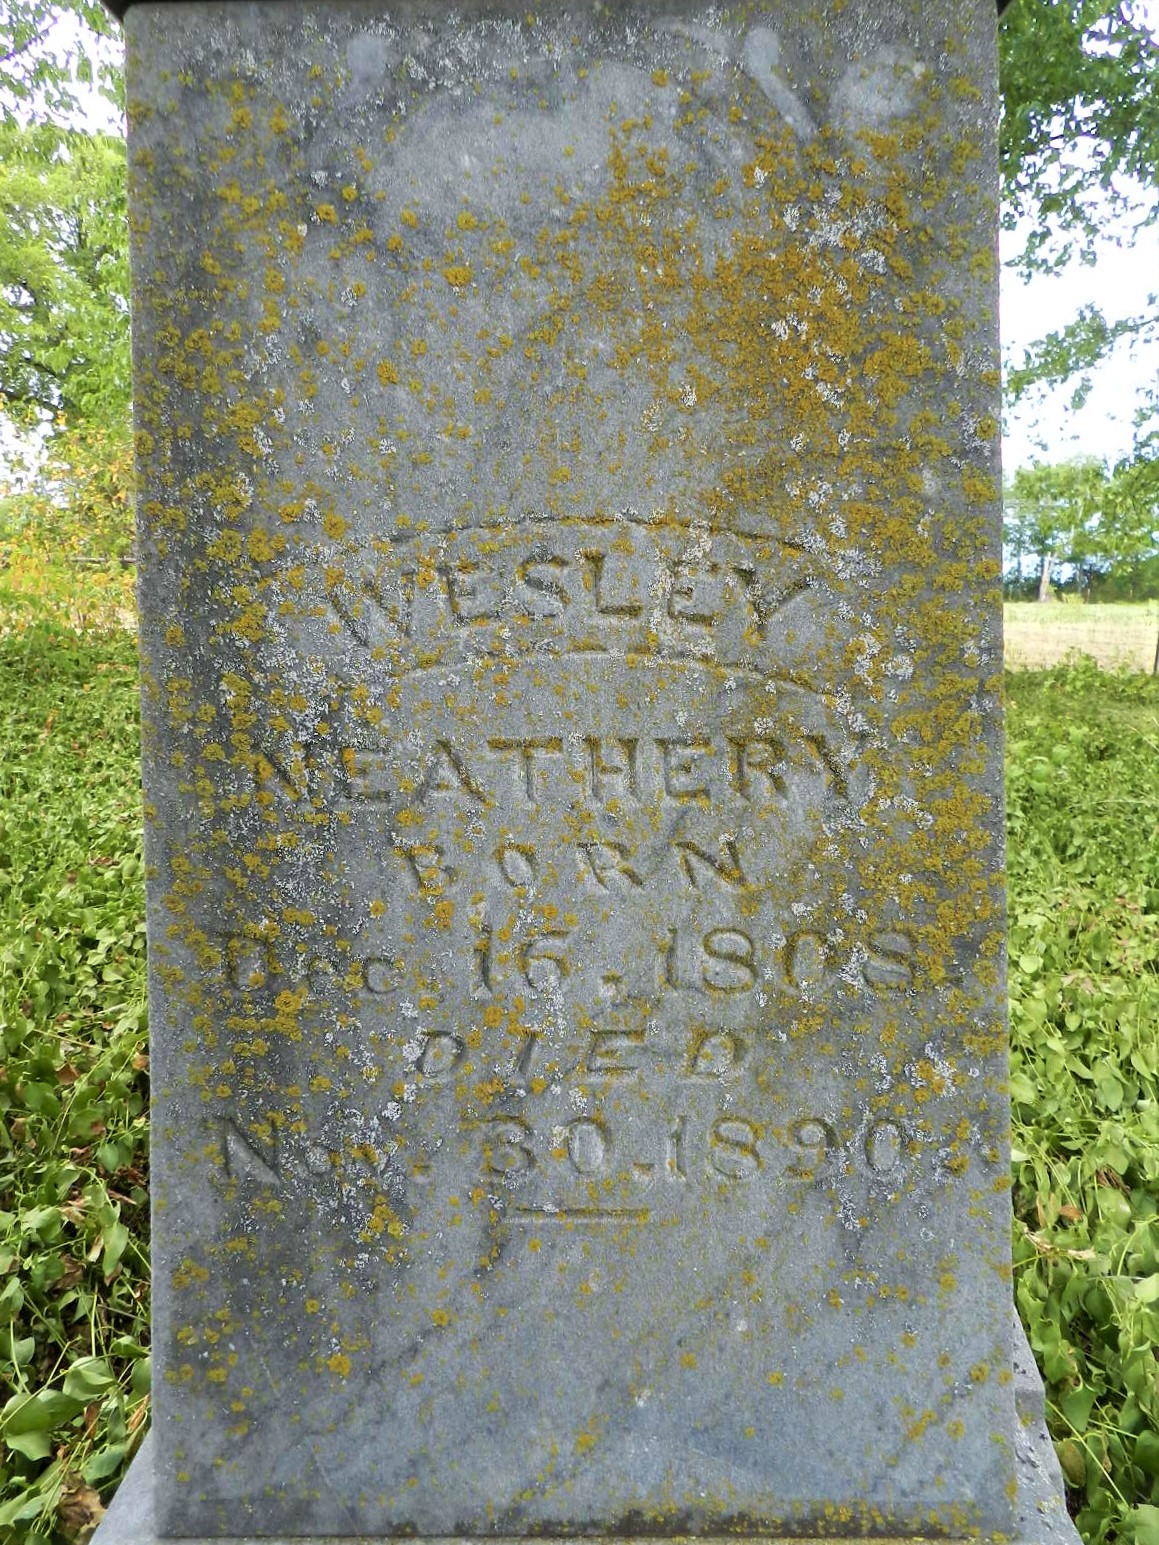 WESLEY
NEATHERY
BORN
Dec 16. 1808.
DIED
Nov. 30. 1890.